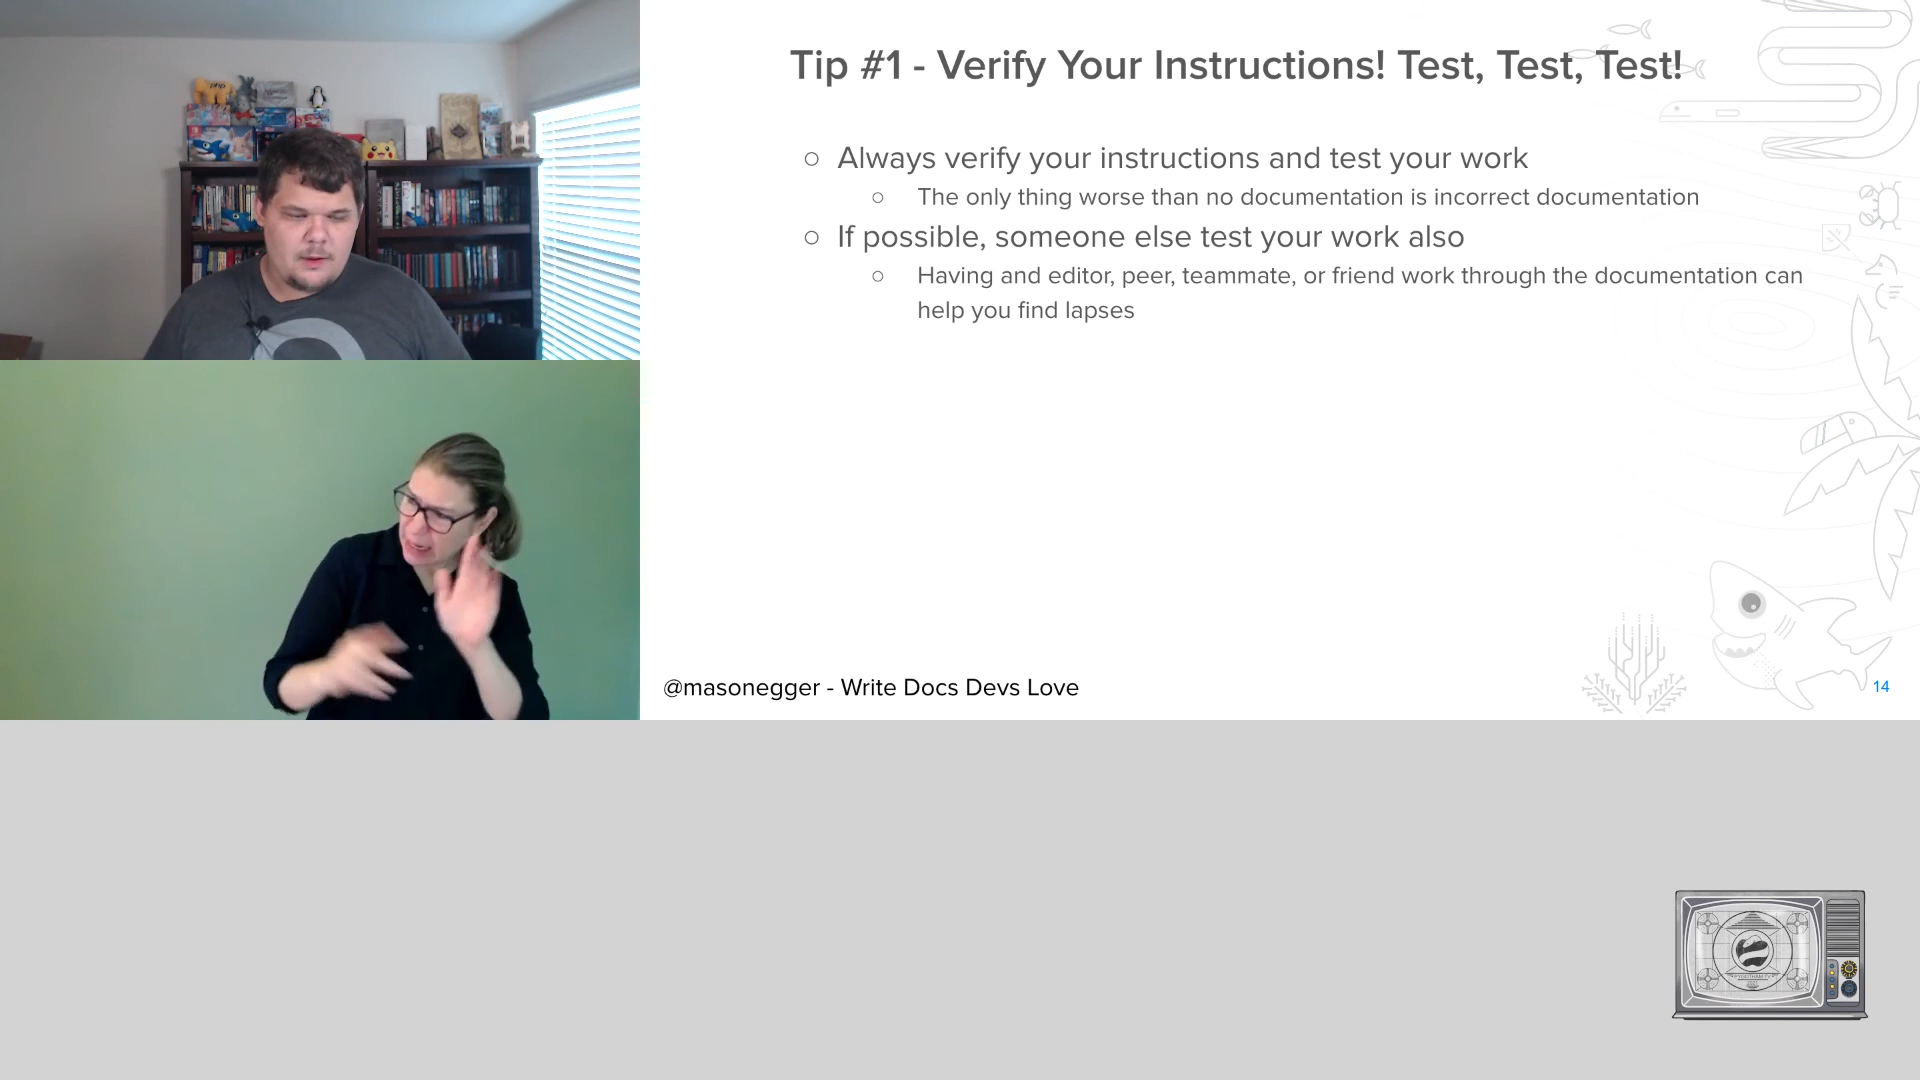 Tip #1 - Verify Your Instructions! Test, Test, Test!
○ Always verify your instructions and test your work
○ The only thing worse than no documentation is incorrect documentation
○ If possible, someone else test your work also
○ Having and editor, peer, teammate, or friend work through the documentation can
help you find lapses
@masonegger - Write Docs Devs Love
14